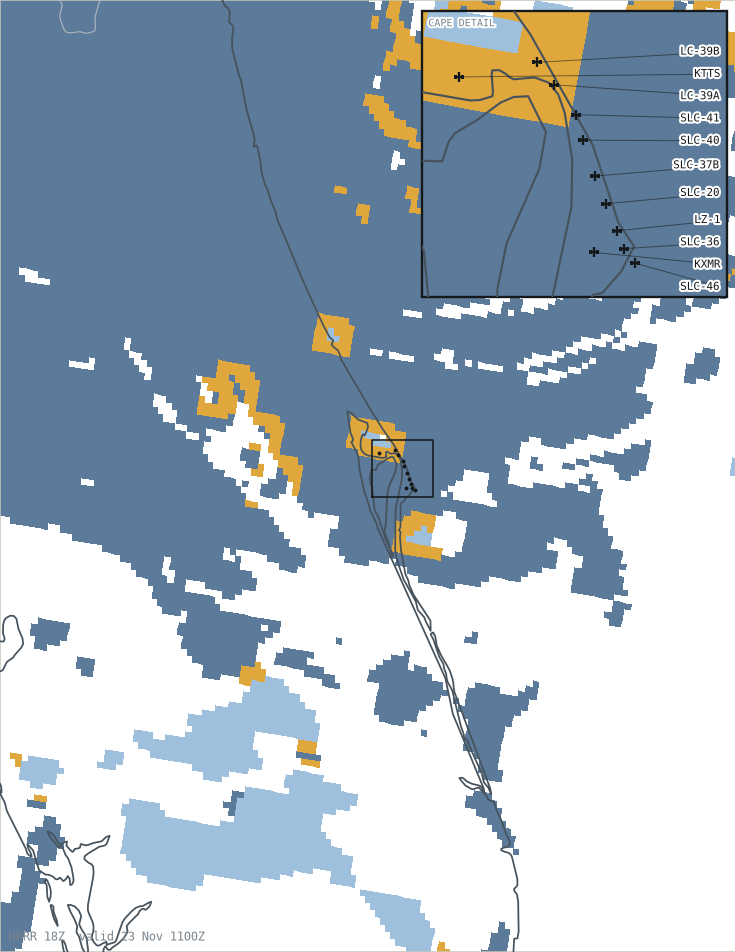 CAPE DETAIL
LC-39B
KTTS
LC-39A
SLC-41
SLC-40
SLC-37B
SLC-20
LZ-1
SLC-36
KXMR
SLC-46
HRRR 18Z valid 23 Nov 1100Z